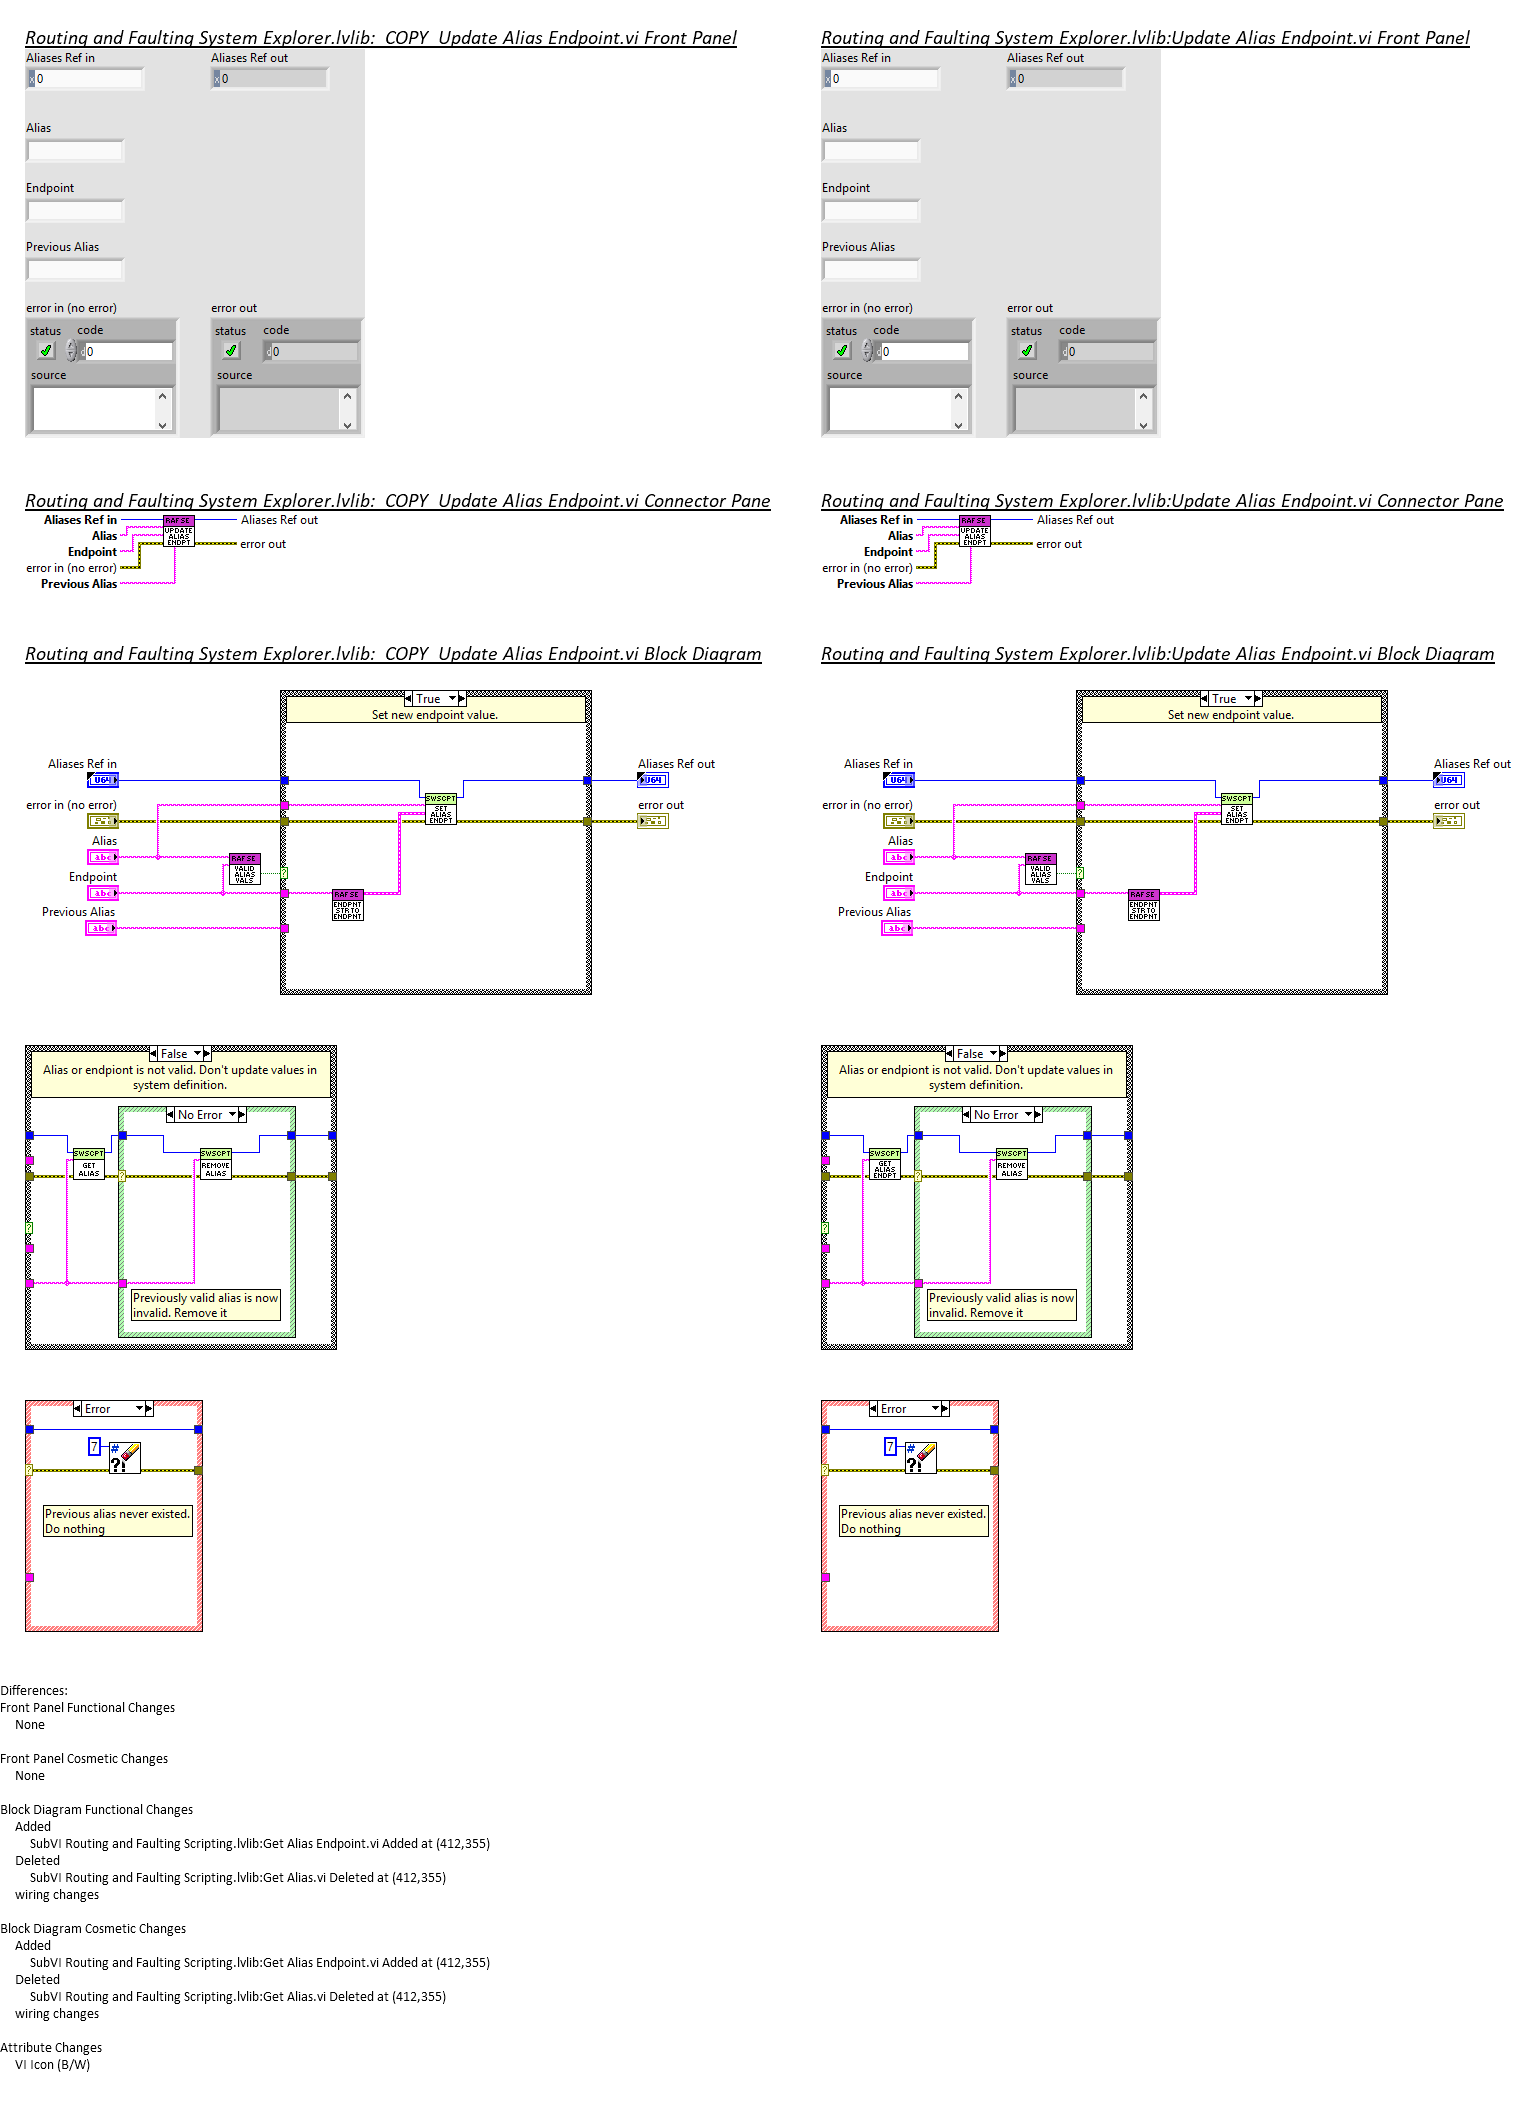 Routing and Faulting System Explorer.lvlib:  COPY  Update Alias Endpoint.vi Front Panel
Aliases Ref in
Aliases Ref out
x 0
x 0
Alias
Endpoint
Previous Alias
error in (no error)
error out
status
code
status
code
d 0
d 0
source
source
Routing and Faulting System Explorer.lvlib:Update Alias Endpoint.vi Front Panel
Aliases Ref in
Aliases Ref out
x 0
x 0
Alias
Endpoint
Previous Alias
error in (no error)
error out
status
code
status
code
d 0
d 0
source
source
Routing and Faulting System Explorer.lvlib:  COPY  Update Alias Endpoint.vi Connector Pane
Aliases Ref in
Alias
Endpoint
error in (no error)
Previous Alias
RAFSE
UPDATE
ALIAS
ENDPT
Aliases Ref out
error out
Routing and Faulting System Explorer.lvlib:Update Alias Endpoint.vi Connector Pane
Aliases Ref in
Alias
Endpoint
error in (no error)
Previous Alias
RAFSE
UPDATE
ALIAS
ENDPT
Aliases Ref out
error out
Routing and Faulting System Explorer.lvlib:  COPY  Update Alias Endpoint.vi Block Diagram
True
Set new endpoint value.
Aliases Ref in
U64
error in (no error)
Alias
abc
Endpoint
abc
Previous Alias
abc
RAFSE
VALID
ALIAS
VALS
?
SWSCPT
SET
ALIAS
ENDPT
RAFSE
ENDPNT
STR TO
ENDPNT
Aliases Ref out
U64
error out
Routing and Faulting System Explorer.lvlib:Update Alias Endpoint.vi Block Diagram
True
Set new endpoint value.
Aliases Ref in
U64
error in (no error)
Alias
abc
Endpoint
abc
Previous Alias
abc
RAFSE
VALID
ALIAS
VALS
?
SWSCPT
SET
ALIAS
ENDPT
RAFSE
ENDPNT
STR TO
ENDPNT
Aliases Ref out
U64
error out
False
Alias or endpiont is not valid. Don't update values in
system definition.
No Error
SWSCPT
GET
ALIAS
SWSCPT
REMOVE
ALIAS
?
?
Previously valid alias is now
invalid. Remove it
False
Alias or endpiont is not valid. Don't update values in
system definition.
No Error
SWSCPT
GET
ALIAS
ENDPT
SWSCPT
REMOVE
ALIAS
?
?
Previously valid alias is now
invalid. Remove it
Error
7
#
?!
?
Previous alias never existed.
Do nothing
Error
7
#
?!
?
Previous alias never existed.
Do nothing
Differences:
Front Panel Functional Changes
None
Front Panel Cosmetic Changes
None
Block Diagram Functional Changes
Added
SubVI Routing and Faulting Scripting.lvlib:Get Alias Endpoint.vi Added at (412,355)
Deleted
SubVI Routing and Faulting Scripting.lvlib:Get Alias.vi Deleted at (412,355)
wiring changes
Block Diagram Cosmetic Changes
Added
SubVI Routing and Faulting Scripting.lvlib:Get Alias Endpoint.vi Added at (412,355)
Deleted
SubVI Routing and Faulting Scripting.lvlib:Get Alias.vi Deleted at (412,355)
wiring changes
Attribute Changes
VI Icon (B/W)